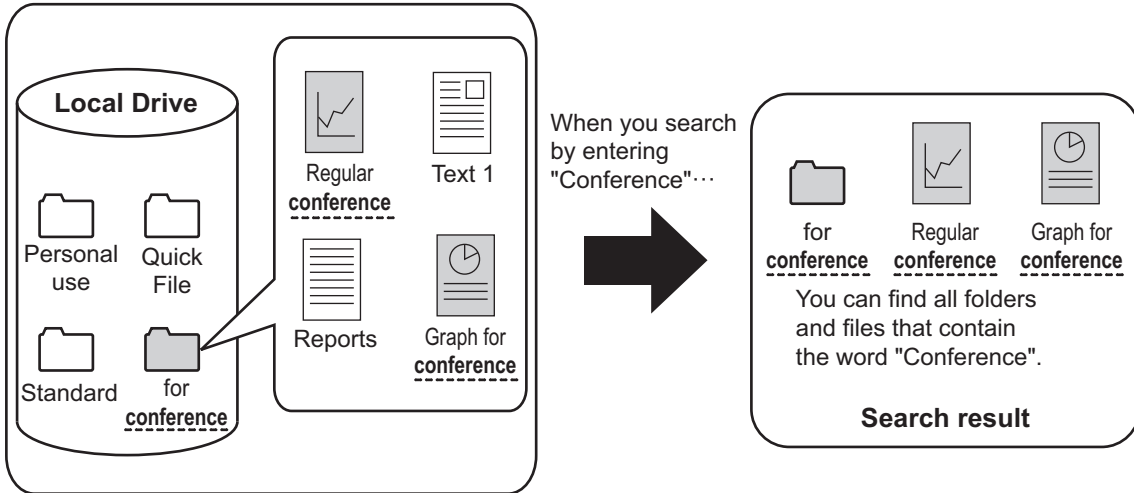 Local Drive
Personal
use
Quick
File
Standard
for
conference
Regular
conference
Text 1
Reports
Graph for
conference
When you search
by entering
"Conference"···
for
conference
Regular
conference
Graph for
conference
You can find all folders
and files that contain
the word "Conference".
Search result